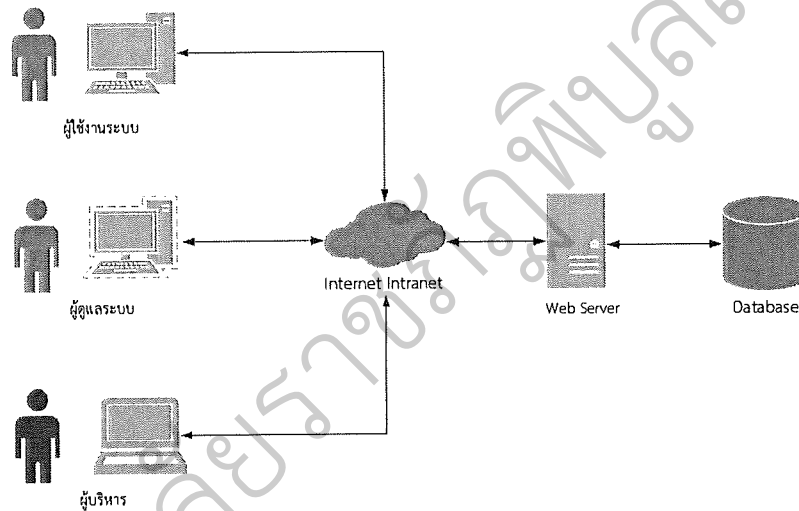 ผู้ใช้งานระบบ
ผู้ดูแลระบบ
Internet Intranet
Web Server
Database
ผู้บริหาร